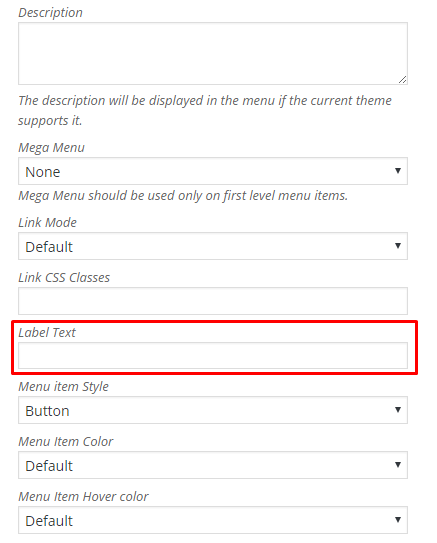 Description
The description will be displayed in the menu if the current theme
supports it.
Mega Menu
None
Mega Menu should be used only on first level menu items.
Link Mode
Default
Link CSS Classes
Label Text
Menu item Style
Button
Menu Item Color
Default
Menu Item Hover color
Default